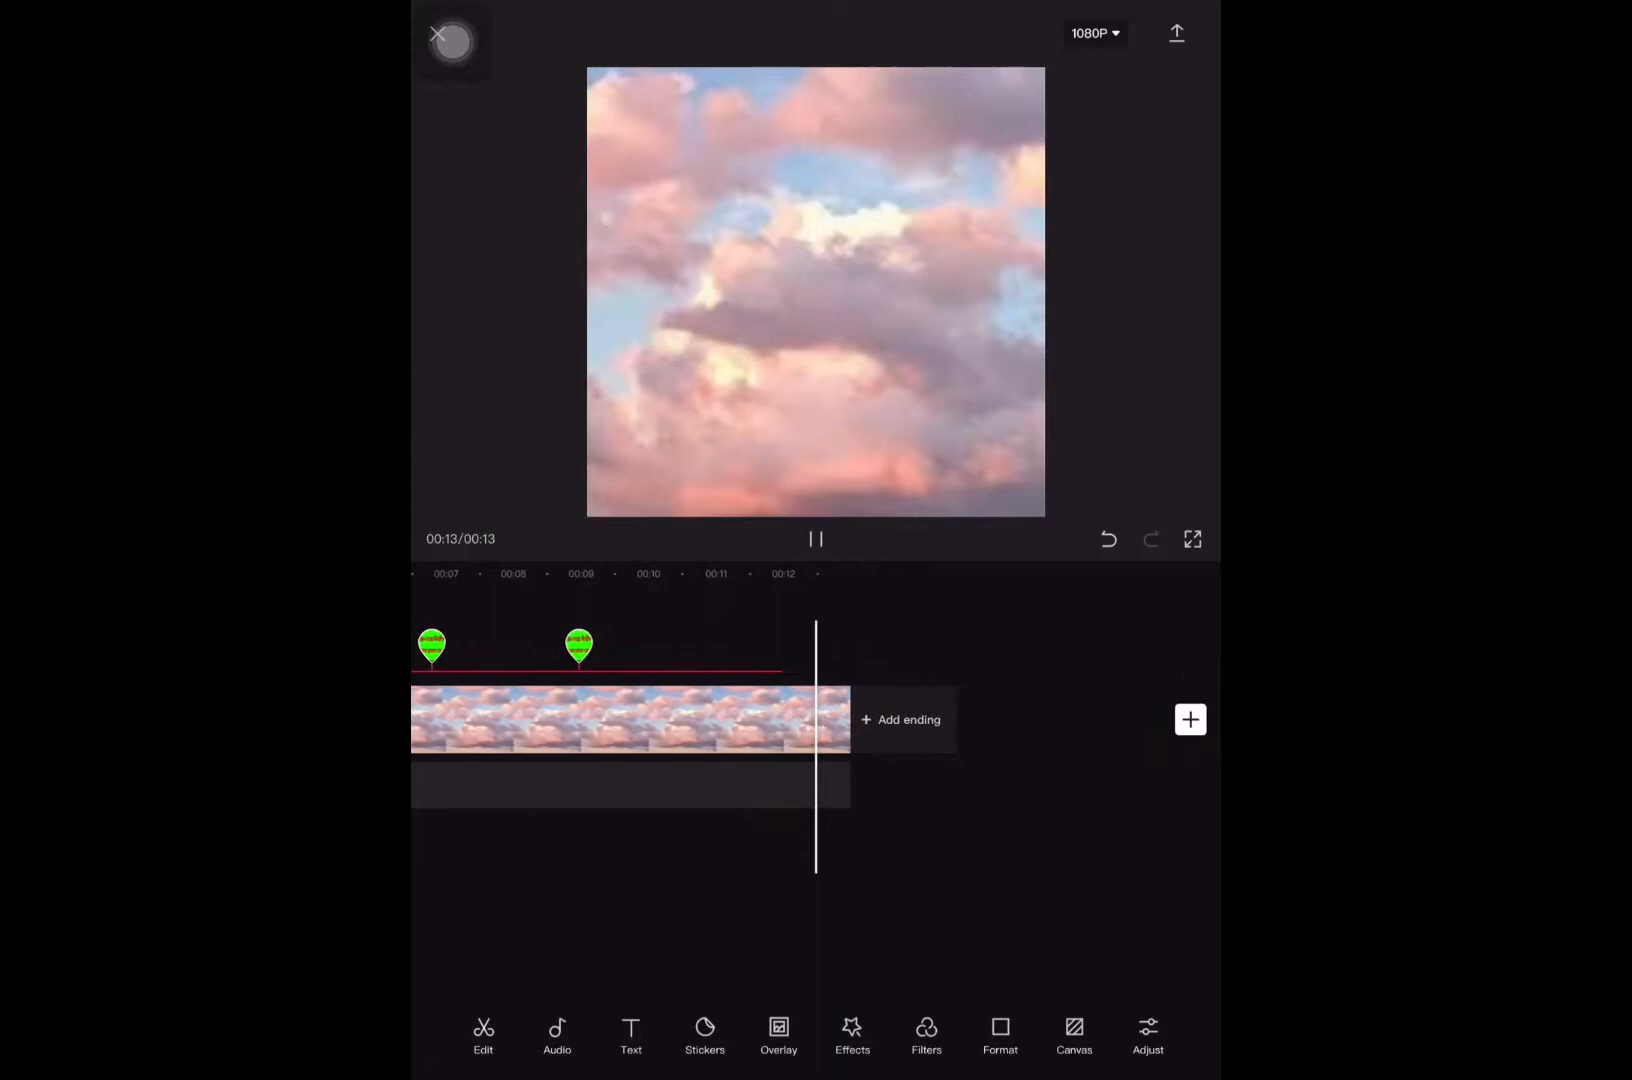 1080P
00:13/00:13
00:07 00:08 00:09 00:10 00:11 00:12
+ Add ending
Edit Audio Text Stickers Overlay Effects Filters Format Canvas Adjust